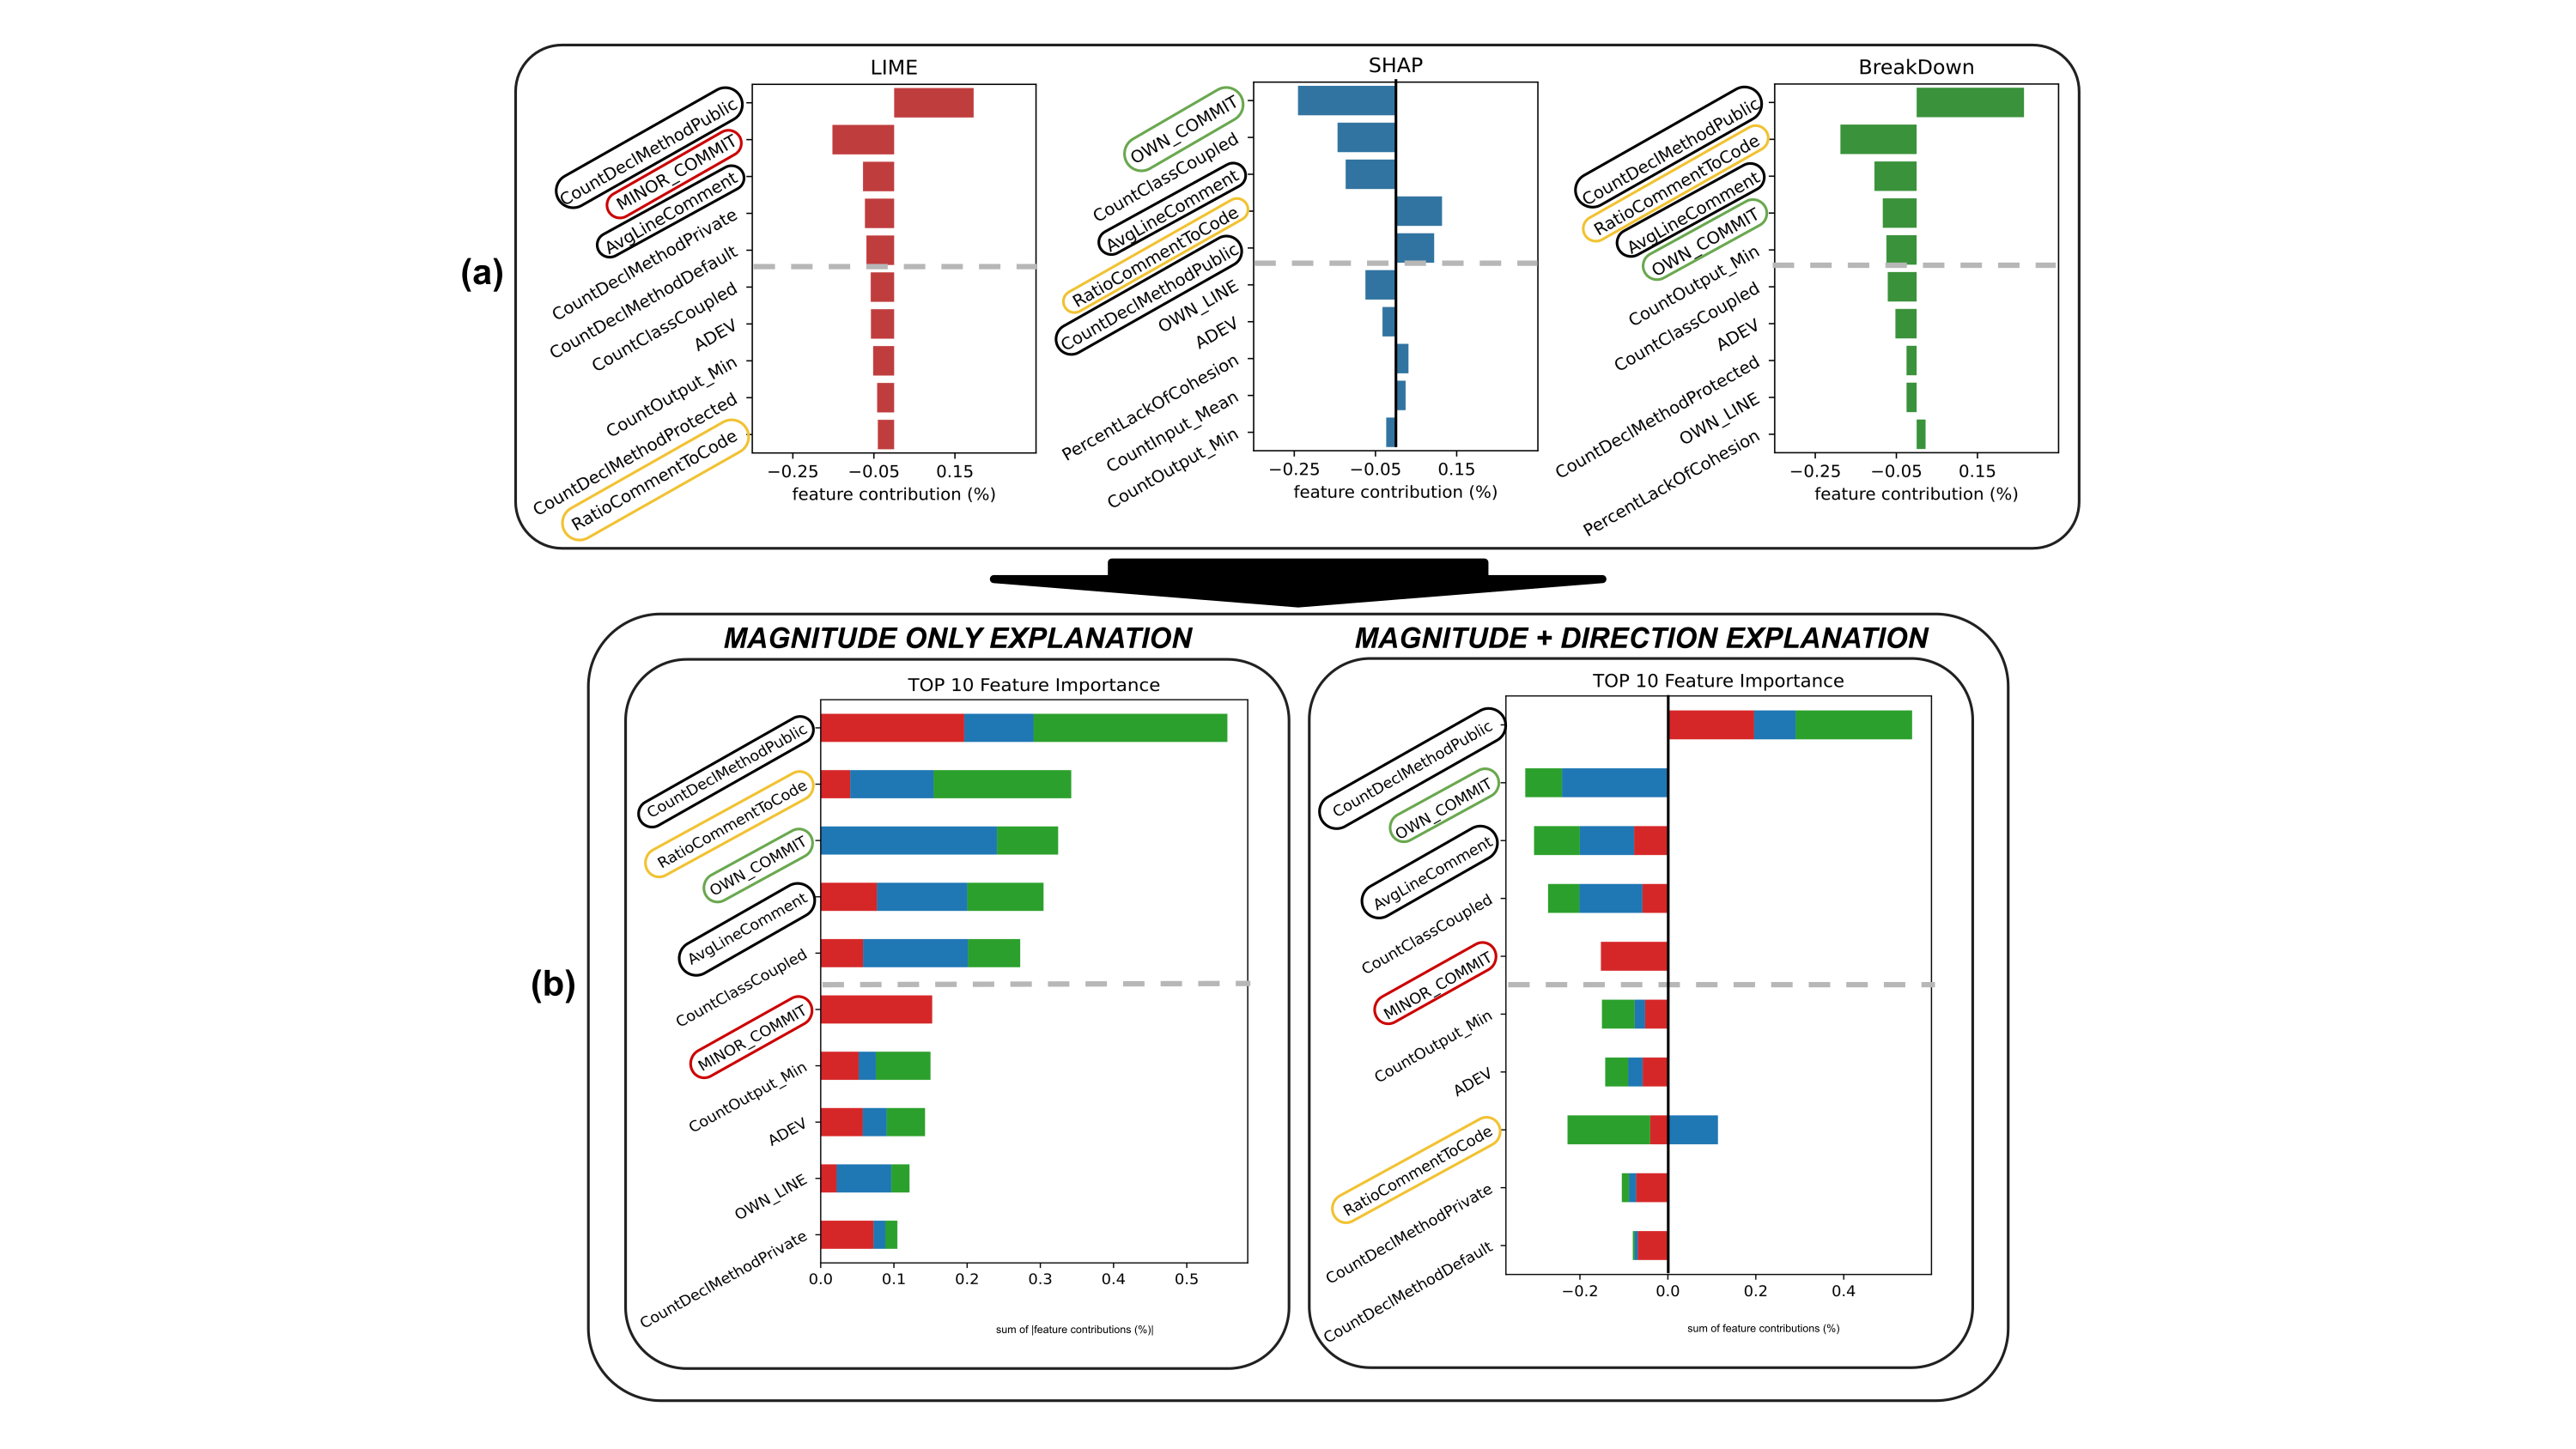 (a)
LIME
CountDeclMethodPublic
MINOR_COMMIT
AvgLineComment
CountDeclMethodPrivate
CountDeclMethodDefault
CountClassCoupled
ADEV
CountOutput_Min
CountDeclMethodProtected
RatioCommentToCode
−0.25 −0.05 0.15
feature contribution (%)
SHAP
OWN_COMMIT
CountClassCoupled
AvgLineComment
RatioCommentToCode
CountDeclMethodPublic
OWN_LINE
ADEV
PercentLackOfCohesion
CountInput_Mean
CountOutput_Min
−0.25 −0.05 0.15
feature contribution (%)
BreakDown
CountDeclMethodPublic
RatioCommentToCode
AvgLineComment
OWN_COMMIT
CountOutput_Min
CountClassCoupled
ADEV
CountDeclMethodProtected
OWN_LINE
PercentLackOfCohesion
−0.25 −0.05 0.15
feature contribution (%)
(b)
MAGNITUDE ONLY EXPLANATION
TOP 10 Feature Importance
CountDeclMethodPublic
RatioCommentToCode
OWN_COMMIT
AvgLineComment
CountClassCoupled
MINOR_COMMIT
CountOutput_Min
ADEV
OWN_LINE
CountDeclMethodPrivate
0.0 0.1 0.2 0.3 0.4 0.5
sum of |feature contributions (%)|
MAGNITUDE + DIRECTION EXPLANATION
TOP 10 Feature Importance
CountDeclMethodPublic
OWN_COMMIT
AvgLineComment
CountClassCoupled
MINOR_COMMIT
CountOutput_Min
ADEV
RatioCommentToCode
CountDeclMethodPrivate
CountDeclMethodDefault
−0.2 0.0 0.2 0.4
sum of feature contributions (%)